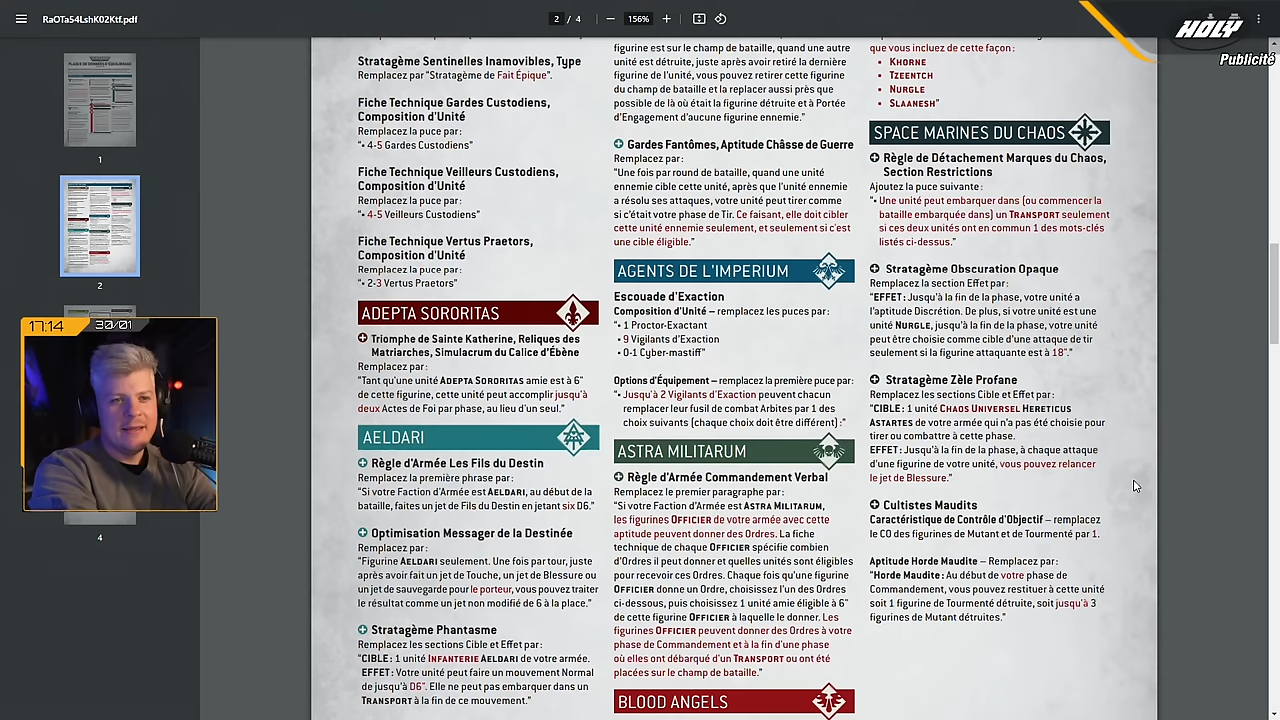 RaOTa54LshK02Ktf.pdf
2 / 4
156%
HOLY
Publicité
1
2
4
17:14
30/01
Stratagème Sentinelles Inamovibles, Type
Remplacez par “Stratagème de Fait Épique”.
Fiche Technique Gardes Custodiens,
Composition d'Unité
Remplacez la puce par :
“• 4-5 Gardes Custodiens”
Fiche Technique Veilleurs Custodiens,
Composition d'Unité
Remplacez la puce par :
“• 4-5 Veilleurs Custodiens”
Fiche Technique Vertus Praetors,
Composition d'Unité
Remplacez la puce par :
“• 2-3 Vertus Praetors”
ADEPTA SORORITAS
Triomphe de Sainte Katherine, Reliques des
Matriarches, Simulacrum du Calice d'Ébène
Remplacez par :
“Tant qu'une unité ADEPTA SORORITAS amie est à 6"
de cette figurine, cette unité peut accomplir jusqu'à
deux Actes de Foi par phase, au lieu d'un seul.”
AELDARI
Règle d'Armée Les Fils du Destin
Remplacez la première phrase par :
“Si votre Faction d'Armée est AELDARI, au début de la
bataille, faites un jet de Fils du Destin en jetant six D6.”
Optimisation Messager de la Destinée
Remplacez par :
“Figurine AELDARI seulement. Une fois par tour, juste
après avoir fait un jet de Touche, un jet de Blessure ou
un jet de sauvegarde pour le porteur, vous pouvez traiter
le résultat comme un jet non modifié de 6 à la place.”
Stratagème Phantasme
Remplacez les sections Cible et Effet par :
“CIBLE : 1 unité INFANTERIE AELDARI de votre armée.
EFFET : Votre unité peut faire un mouvement Normal
de jusqu'à D6". Elle ne peut pas embarquer dans un
TRANSPORT à la fin de ce mouvement.”
figurine est sur le champ de bataille, quand une autre
unité est détruite, juste après avoir retiré la dernière
figurine de l'unité, vous pouvez retirer cette figurine
du champ de bataille et la replacer aussi près que
possible de là où était la figurine détruite et à Portée
d'Engagement d'aucune figurine ennemie.”
Gardes Fantômes, Aptitude Châsse de Guerre
Remplacez par :
“Une fois par round de bataille, quand une unité
ennemie cible cette unité, après que l'unité ennemie
a résolu ses attaques, votre unité peut tirer comme
si c'était votre phase de Tir. Ce faisant, elle doit cibler
cette unité ennemie seulement, et seulement si c'est
une cible éligible.”
AGENTS DE L'IMPERIUM
Escouade d'Exaction
Composition d'Unité – remplacez les puces par :
“• 1 Proctor-Exactant
• 9 Vigilants d'Exaction
• 0-1 Cyber-mastiff”
Options d'Équipement – remplacez la première puce par :
“• Jusqu'à 2 Vigilants d'Exaction peuvent chacun
remplacer leur fusil de combat Arbites par 1 des
choix suivants (chaque choix doit être différent) :”
ASTRA MILITARUM
Règle d'Armée Commandement Verbal
Remplacez le premier paragraphe par :
“Si votre Faction d'Armée est ASTRA MILITARUM,
les figurines OFFICIER de votre armée avec cette
aptitude peuvent donner des Ordres. La fiche
technique de chaque OFFICIER spécifie combien
d'Ordres il peut donner et quelles unités sont éligibles
pour recevoir ces Ordres. Chaque fois qu'une figurine
OFFICIER donne un Ordre, choisissez l'un des Ordres
ci-dessous, puis choisissez 1 unité amie éligible à 6"
de cette figurine OFFICIER à laquelle le donner. Les
figurines OFFICIER peuvent donner des Ordres à votre
phase de Commandement et à la fin d'une phase
où elles ont débarqué d'un TRANSPORT ou ont été
placées sur le champ de bataille.”
BLOOD ANGELS
que vous incluez de cette façon :
• KHORNE
• TZEENTCH
• NURGLE
• SLAANESH”
SPACE MARINES DU CHAOS
Règle de Détachement Marques du Chaos,
Section Restrictions
Ajoutez la puce suivante :
“• Une unité peut embarquer dans (ou commencer la
bataille embarquée dans) un TRANSPORT seulement
si ces deux unités ont en commun 1 des mots-clés
listés ci-dessus.”
Stratagème Obscuration Opaque
Remplacez la section Effet par :
“EFFET : Jusqu'à la fin de la phase, votre unité a
l'aptitude Discrétion. De plus, si votre unité est une
unité NURGLE, jusqu'à la fin de la phase, votre unité
peut être choisie comme cible d'une attaque de tir
seulement si la figurine attaquante est à 18".”
Stratagème Zèle Profane
Remplacez les sections Cible et Effet par :
“CIBLE : 1 unité CHAOS UNIVERSEL HERETICUS
ASTARTES de votre armée qui n'a pas été choisie pour
tirer ou combattre à cette phase.
EFFET : Jusqu'à la fin de la phase, à chaque attaque
d'une figurine de votre unité, vous pouvez relancer
le jet de Blessure.”
Cultistes Maudits
Caractéristique de Contrôle d'Objectif – remplacez
le CO des figurines de Mutant et de Tourmenté par 1.
Aptitude Horde Maudite – Remplacez par :
“Horde Maudite : Au début de votre phase de
Commandement, vous pouvez restituer à cette unité
soit 1 figurine de Tourmenté détruite, soit jusqu'à 3
figurines de Mutant détruites.”